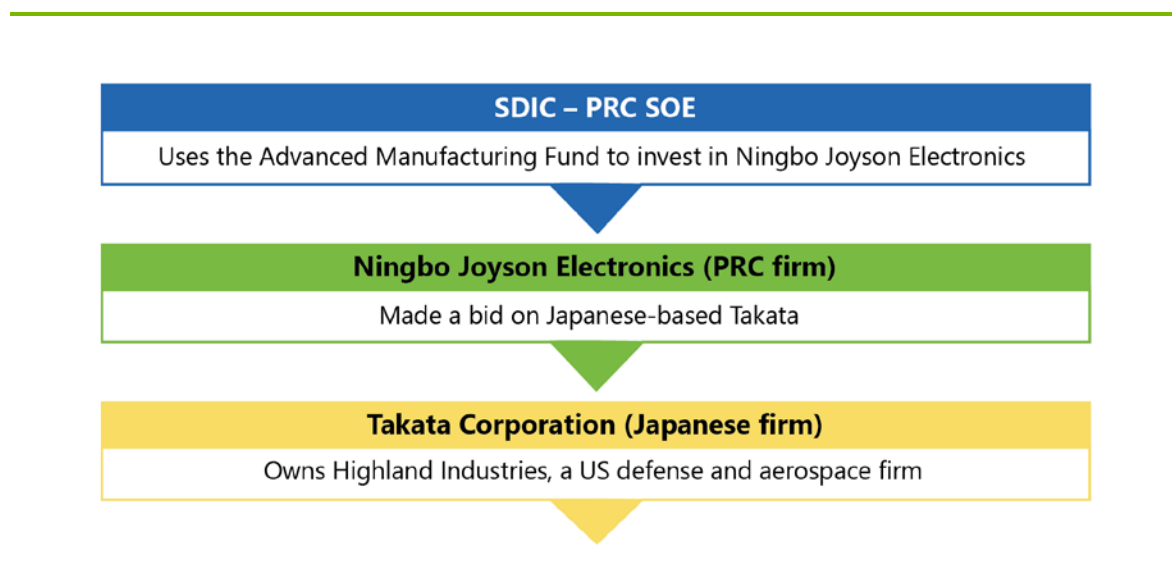 SDIC – PRC SOE
Uses the Advanced Manufacturing Fund to invest in Ningbo Joyson Electronics
Ningbo Joyson Electronics (PRC firm)
Made a bid on Japanese-based Takata
Takata Corporation (Japanese firm)
Owns Highland Industries, a US defense and aerospace firm